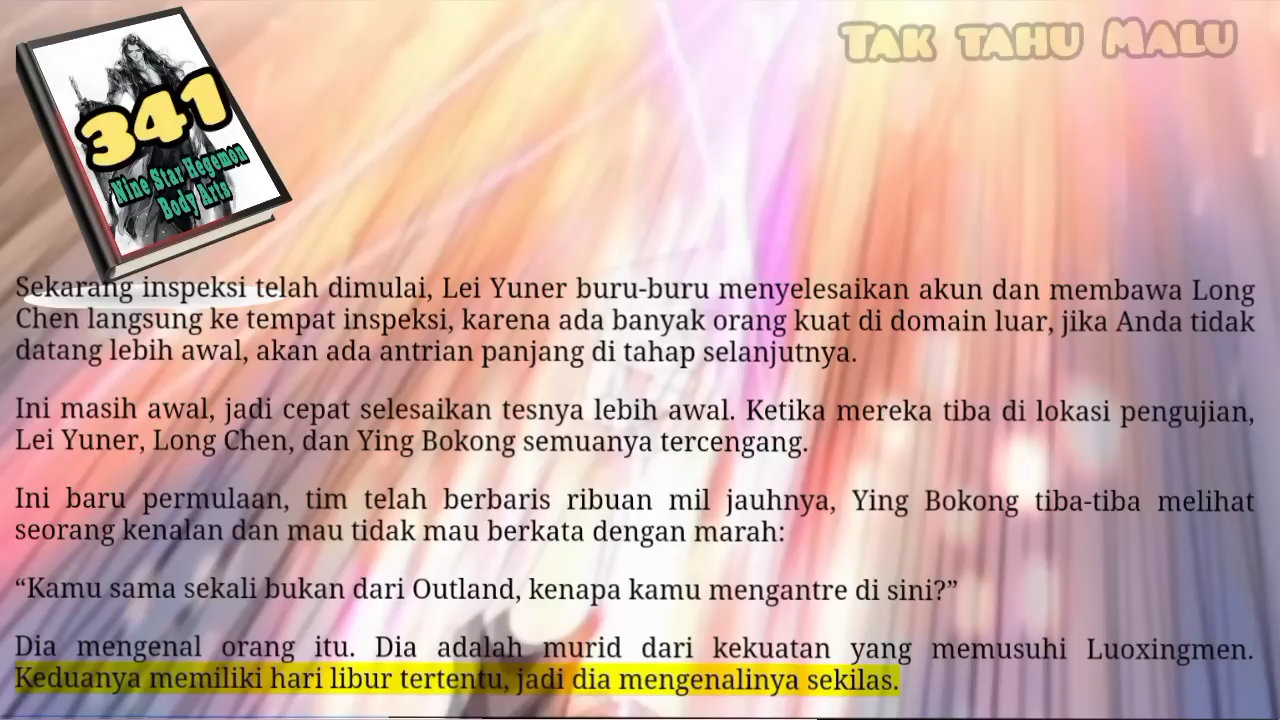 Tak tahu Malu
341
Nine Star Hegemon
Body Arts
Sekarang inspeksi telah dimulai, Lei Yuner buru-buru menyelesaikan akun dan membawa Long
Chen langsung ke tempat inspeksi, karena ada banyak orang kuat di domain luar, jika Anda tidak
datang lebih awal, akan ada antrian panjang di tahap selanjutnya.
Ini masih awal, jadi cepat selesaikan tesnya lebih awal. Ketika mereka tiba di lokasi pengujian,
Lei Yuner, Long Chen, dan Ying Bokong semuanya tercengang.
Ini baru permulaan, tim telah berbaris ribuan mil jauhnya, Ying Bokong tiba-tiba melihat
seorang kenalan dan mau tidak mau berkata dengan marah:
“Kamu sama sekali bukan dari Outland, kenapa kamu mengantre di sini?”
Dia mengenal orang itu. Dia adalah murid dari kekuatan yang memusuhi Luoxingmen.
Keduanya memiliki hari libur tertentu, jadi dia mengenalinya sekilas.